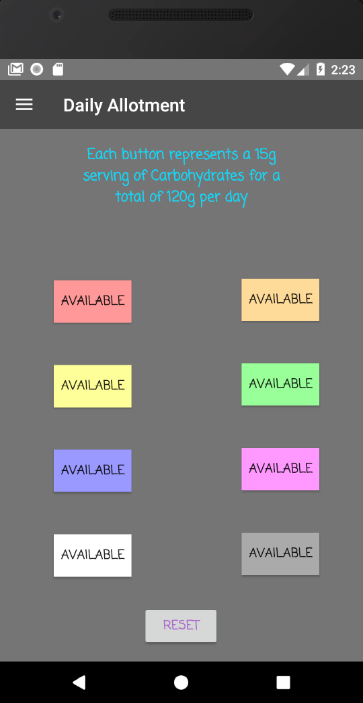 2:23
Daily Allotment
Each button represents a 15g
serving of Carbohydrates for a
total of 120g per day
AVAILABLE AVAILABLE
AVAILABLE AVAILABLE
AVAILABLE AVAILABLE
AVAILABLE AVAILABLE
RESET